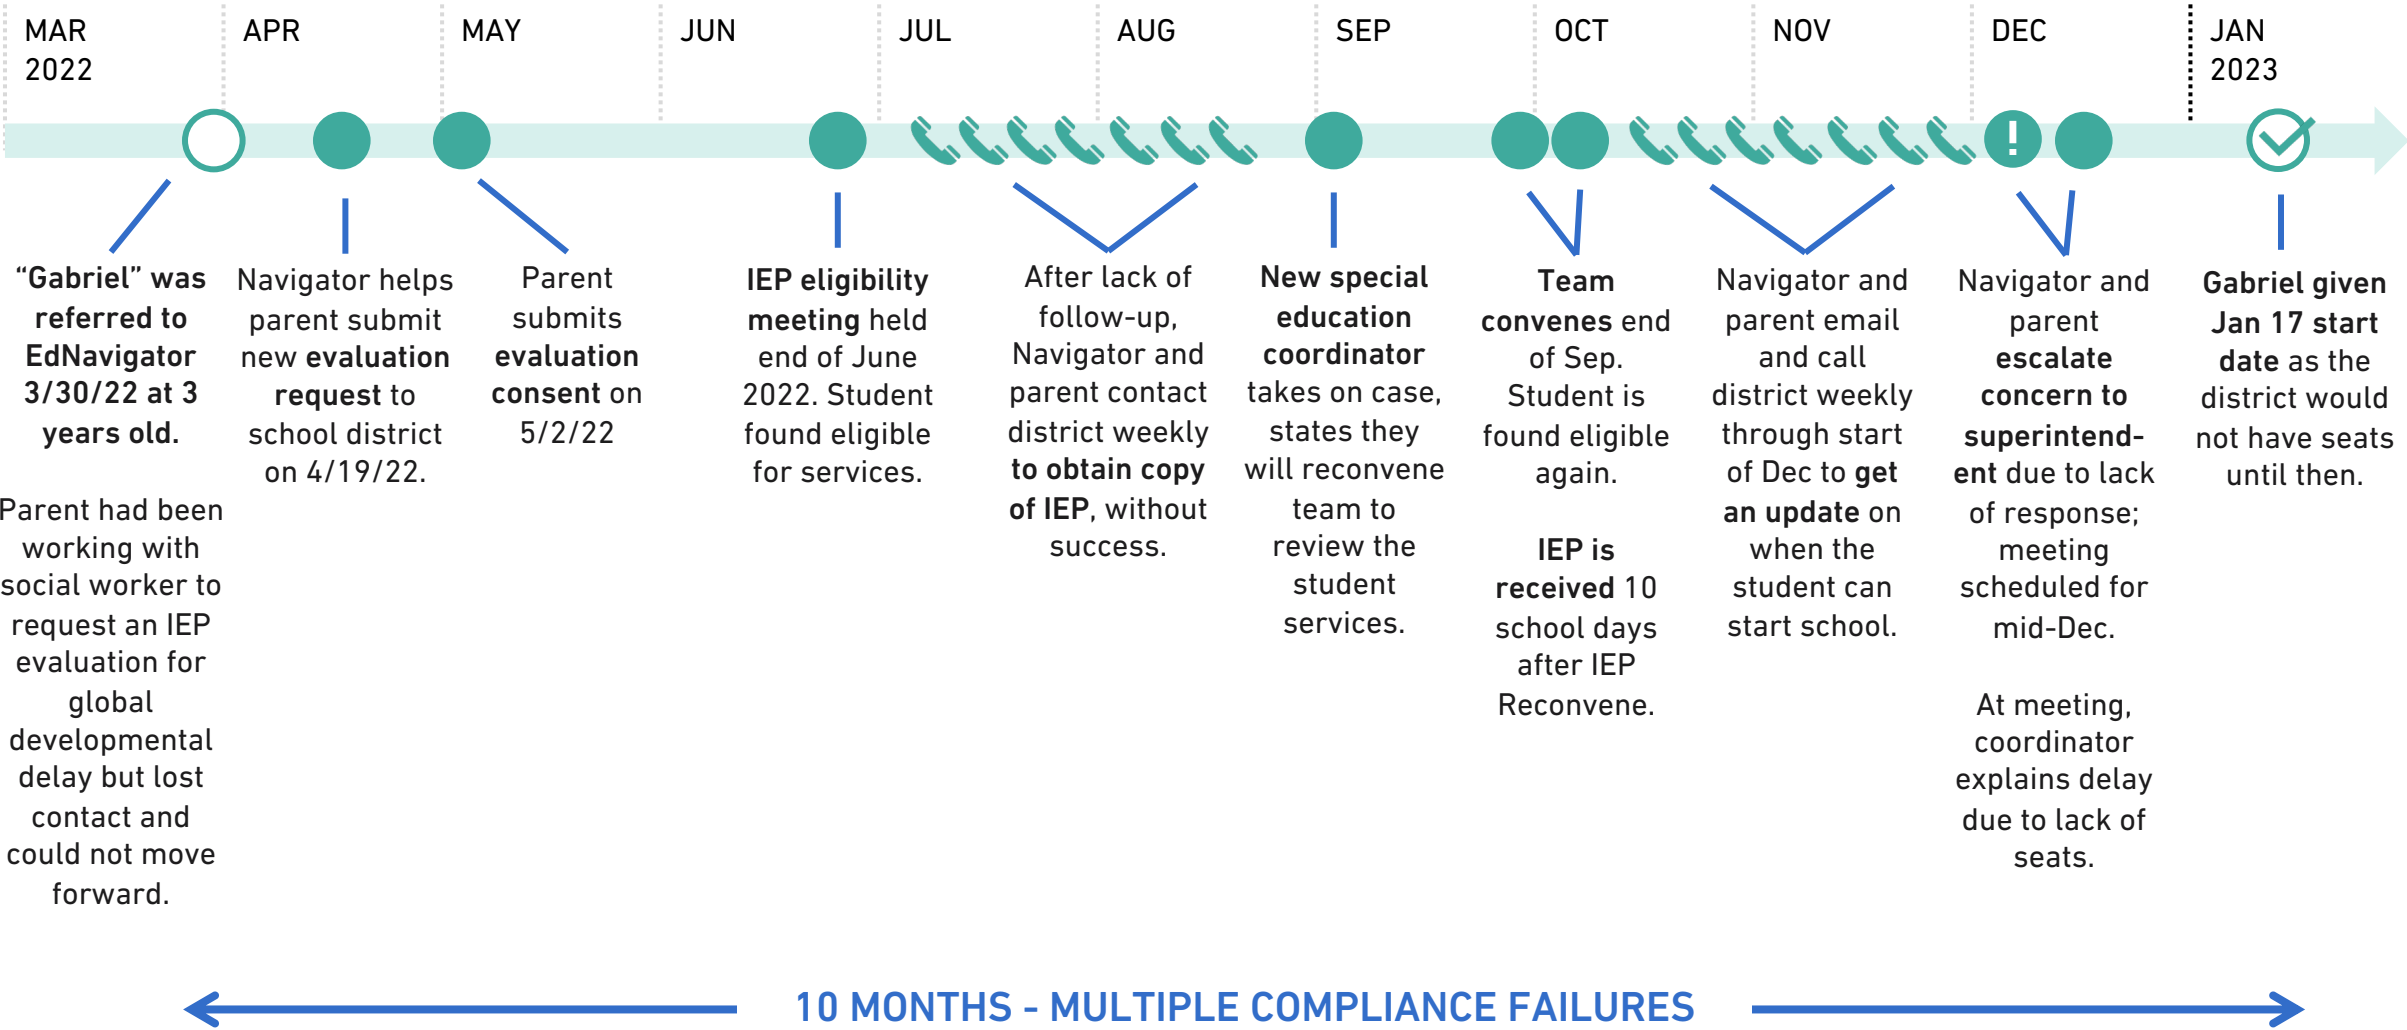 MAR
2022
APR
MAY
JUN
JUL
AUG
SEP
OCT
NOV
DEC
JAN
2023
!
“Gabriel” was
referred to
EdNavigator
3/30/22 at 3
years old.
Parent had been
working with
social worker to
request an IEP
evaluation for
global
developmental
delay but lost
contact and
could not move
forward.
Navigator helps
parent submit
new evaluation
request to
school district
on 4/19/22.
Parent
submits
evaluation
consent on
5/2/22
IEP eligibility
meeting held
end of June
2022. Student
found eligible
for services.
After lack of
follow-up,
Navigator and
parent contact
district weekly
to obtain copy
of IEP, without
success.
New special
education
coordinator
takes on case,
states they
will reconvene
team to
review the
student
services.
Team
convenes end
of Sep.
Student is
found eligible
again.
IEP is
received 10
school days
after IEP
Reconvene.
Navigator and
parent email
and call
district weekly
through start
of Dec to get
an update on
when the
student can
start school.
Navigator and
parent
escalate
concern to
superintend-
ent due to lack
of response;
meeting
scheduled for
mid-Dec.
At meeting,
coordinator
explains delay
due to lack of
seats.
Gabriel given
Jan 17 start
date as the
district would
not have seats
until then.
10 MONTHS - MULTIPLE COMPLIANCE FAILURES